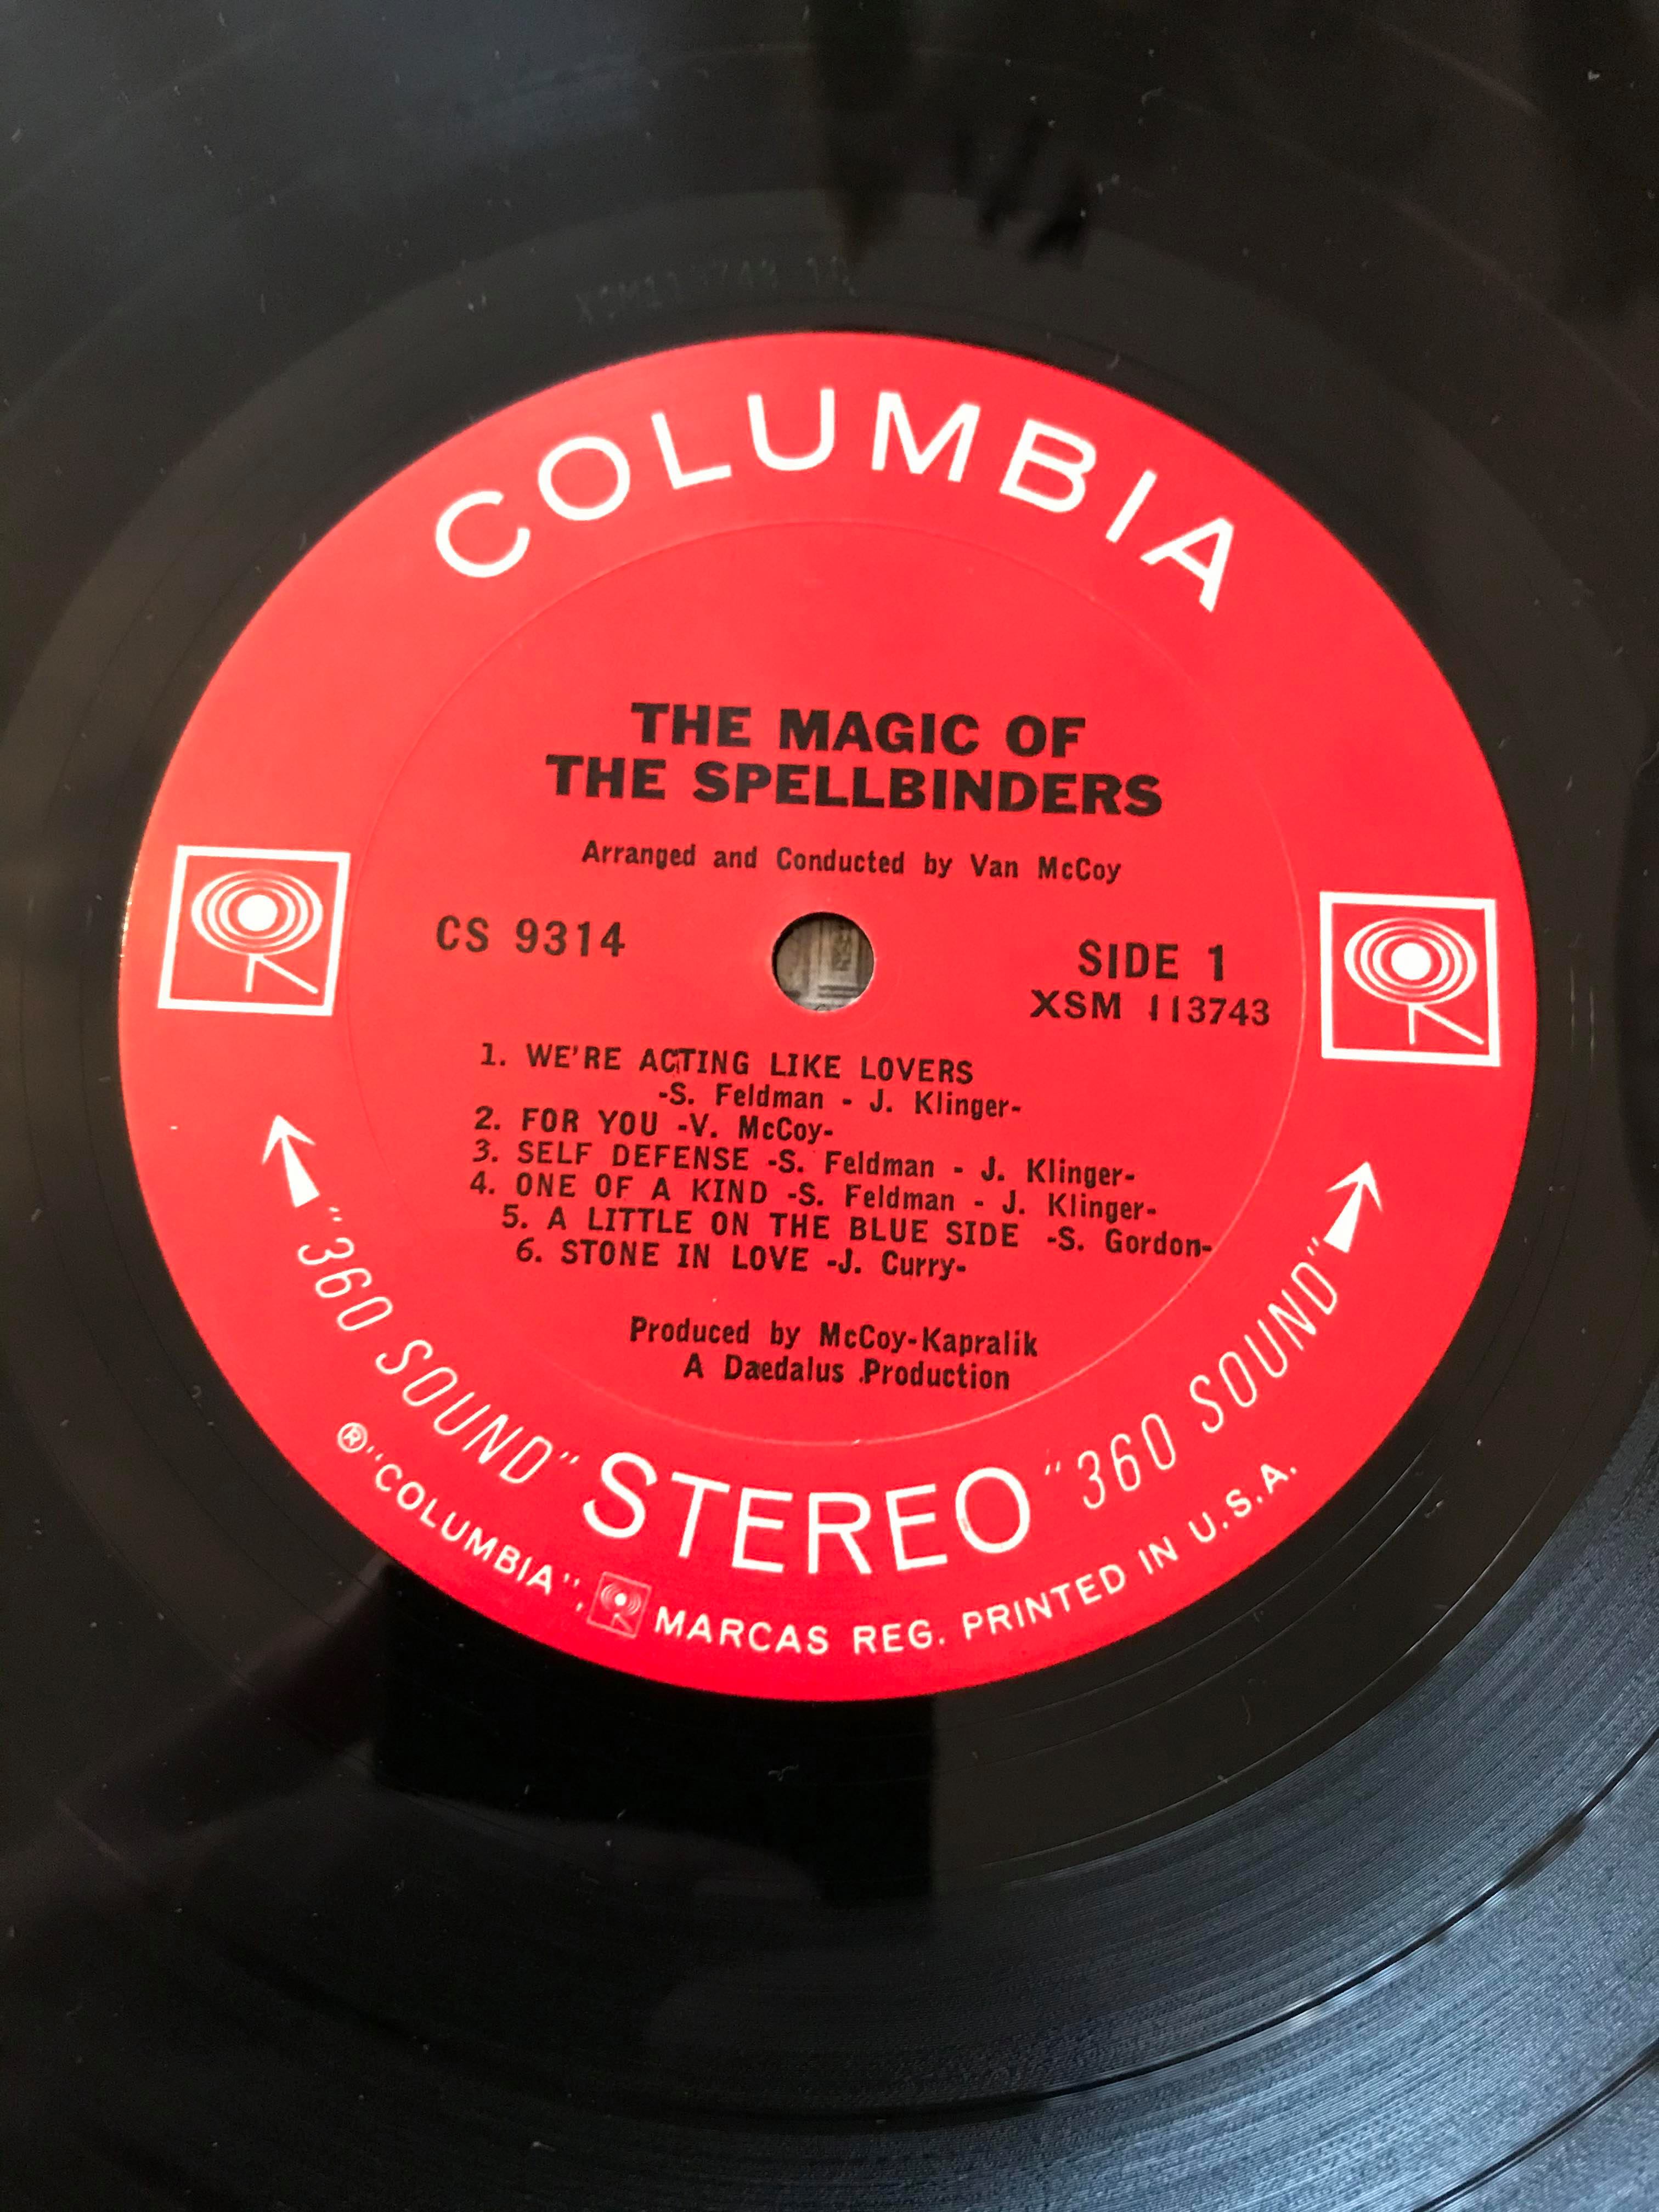 COLUMBIA
THE MAGIC OF
THE SPELLBINDERS
Arranged and Conducted by Van McCoy
CS 9314
SIDE 1
XSM 113743
1. WE'RE ACTING LIKE LOVERS
-S. Feldman - J. Klinger-
2. FOR YOU -V. McCoy-
3. SELF DEFENSE -S. Feldman - J. Klinger-
4. ONE OF A KIND -S. Feldman - J. Klinger-
5. A LITTLE ON THE BLUE SIDE -S. Gordon-
6. STONE IN LOVE -J. Curry-
Produced by McCoy-Kapralik
A Daedalus Production
"360 SOUND" STEREO "360 SOUND"
® "COLUMBIA", MARCAS REG. PRINTED IN U.S.A.